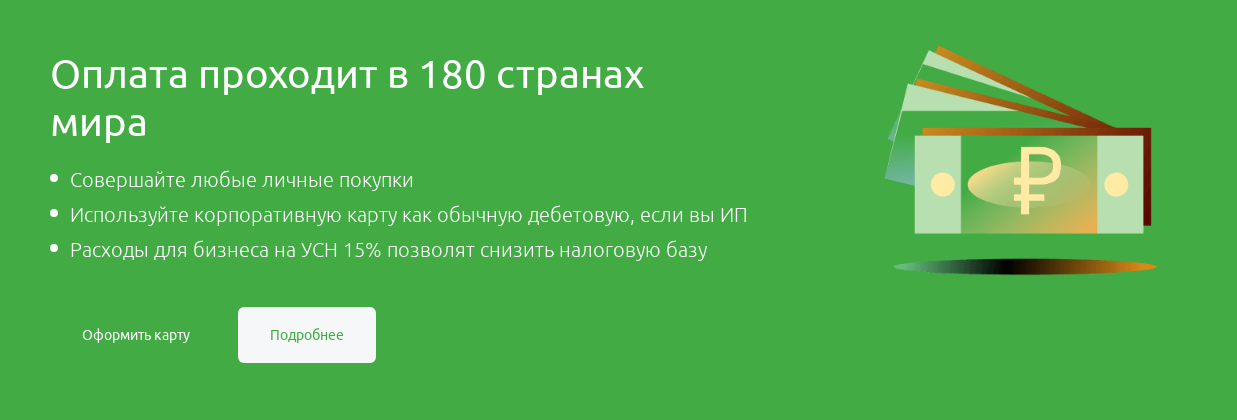 Оплата проходит в 180 странах
мира
Совершайте любые личные покупки
Используйте корпоративную карту как обычную дебетовую, если вы ИП
Расходы для бизнеса на УСН 15% позволят снизить налоговую базу
Оформить карту
Подробнее
₽